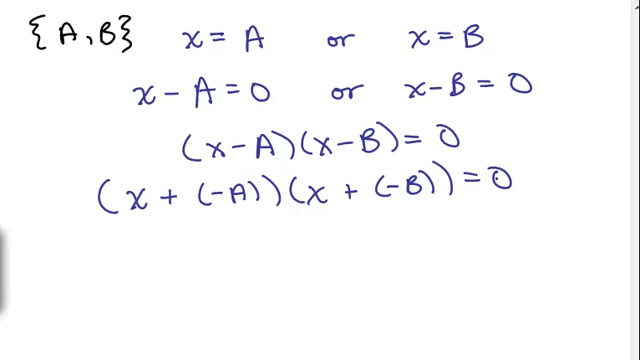 {A, B} x = A or x = B
x − A = 0 or x − B = 0
(x − A)(x − B) = 0
(x + (−A))(x + (−B)) = 0